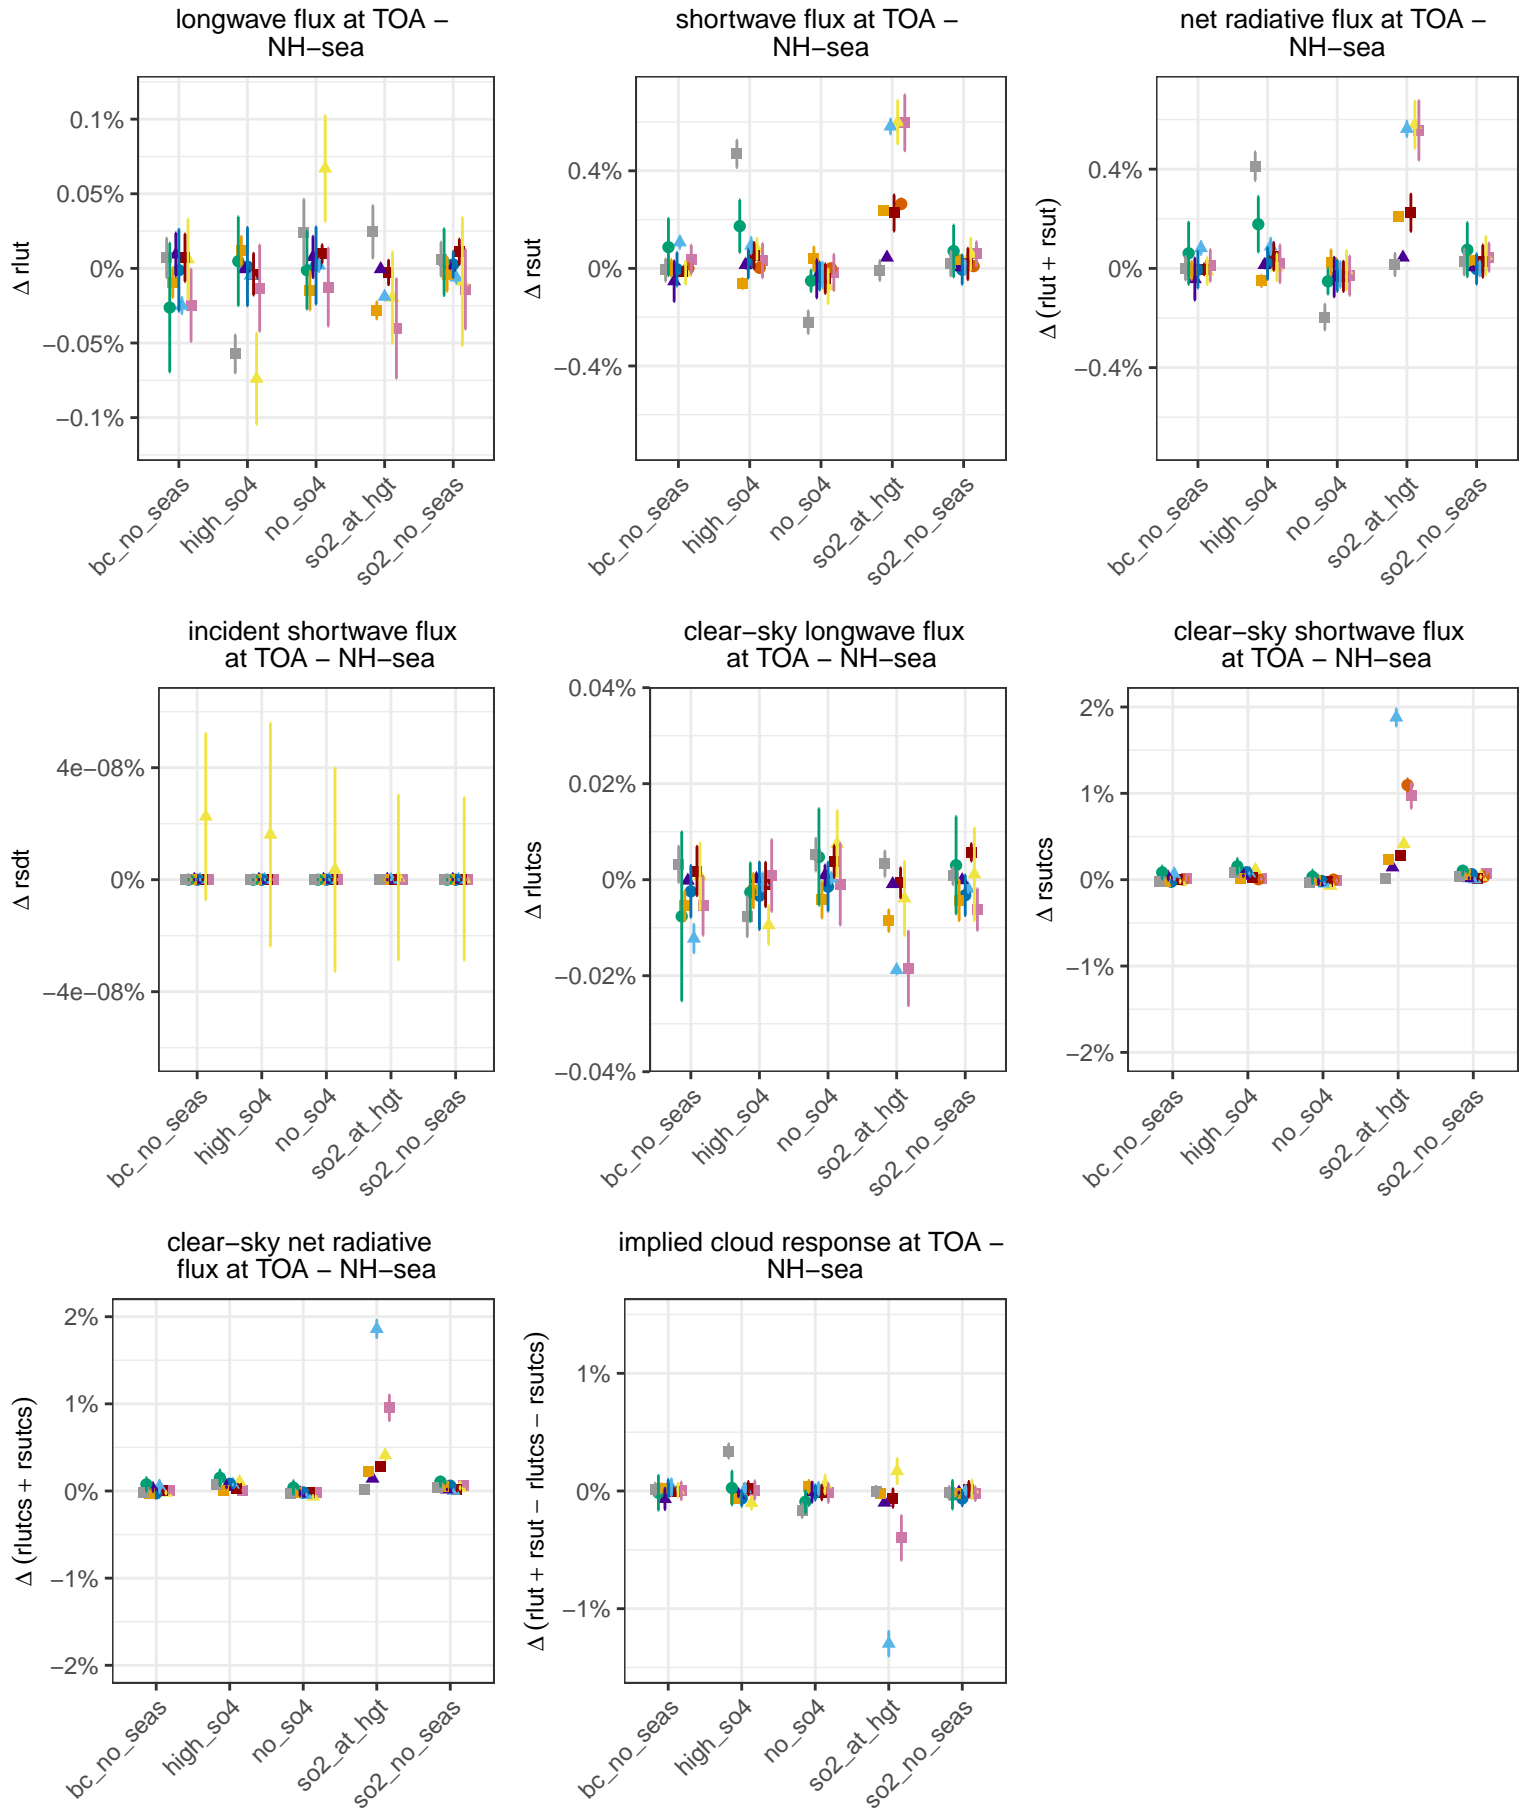 longwave flux at TOA −
NH−sea
Δ rlut
0.1%
0.05%
0%
−0.05%
−0.1%
bc_no_seas
high_so4
no_so4
so2_at_hgt
so2_no_seas
shortwave flux at TOA −
NH−sea
Δ rsut
0.4%
0%
−0.4%
bc_no_seas
high_so4
no_so4
so2_at_hgt
so2_no_seas
net radiative flux at TOA −
NH−sea
Δ (rlut + rsut)
0.4%
0%
−0.4%
bc_no_seas
high_so4
no_so4
so2_at_hgt
so2_no_seas
incident shortwave flux
at TOA − NH−sea
Δ rsdt
4e−08%
0%
−4e−08%
bc_no_seas
high_so4
no_so4
so2_at_hgt
so2_no_seas
clear−sky longwave flux
at TOA − NH−sea
Δ rlutcs
0.04%
0.02%
0%
−0.02%
−0.04%
bc_no_seas
high_so4
no_so4
so2_at_hgt
so2_no_seas
clear−sky shortwave flux
at TOA − NH−sea
Δ rsutcs
2%
1%
0%
−1%
−2%
bc_no_seas
high_so4
no_so4
so2_at_hgt
so2_no_seas
clear−sky net radiative
flux at TOA − NH−sea
Δ (rlutcs + rsutcs)
2%
1%
0%
−1%
−2%
bc_no_seas
high_so4
no_so4
so2_at_hgt
so2_no_seas
implied cloud response at TOA −
NH−sea
Δ (rlut + rsut − rlutcs − rsutcs)
1%
0%
−1%
bc_no_seas
high_so4
no_so4
so2_at_hgt
so2_no_seas